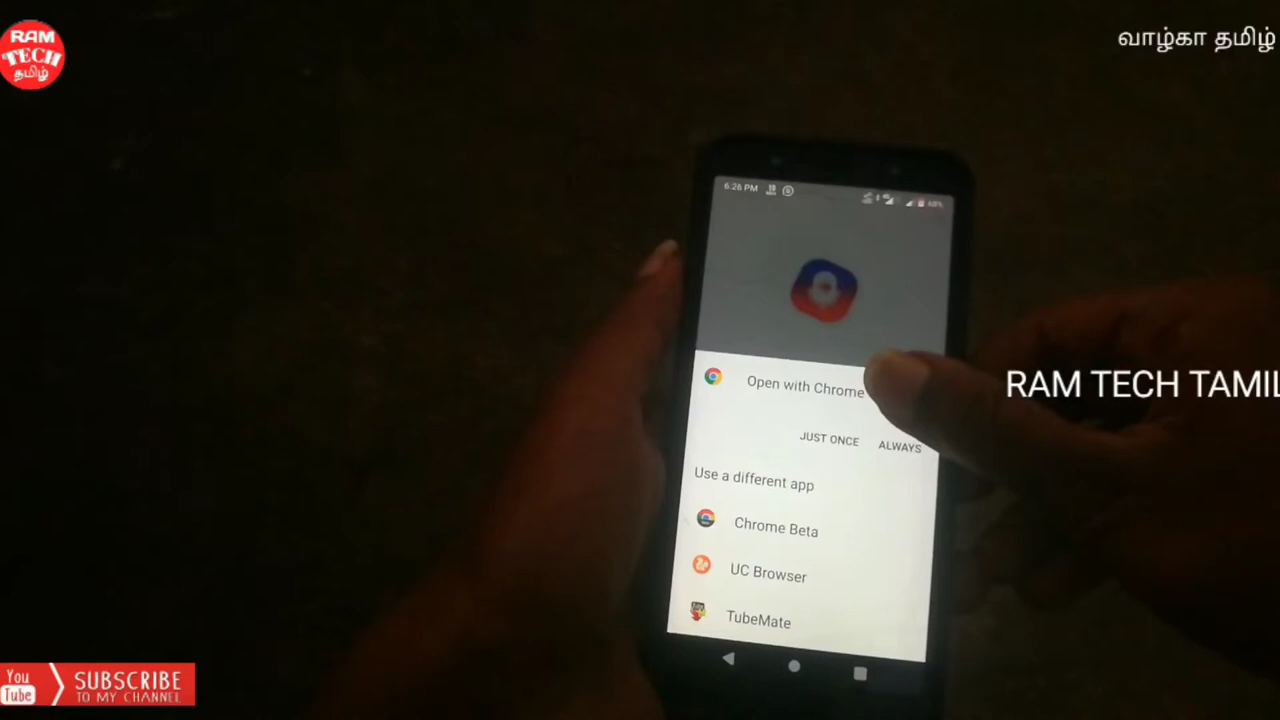 RAM
TECH
தமிழ்
வாழ்கா தமிழ்
6:26 PM
68%
Open with Chrome
JUST ONCE
ALWAYS
Use a different app
Chrome Beta
UC Browser
TubeMate
RAM TECH TAMIL
You
Tube
SUBSCRIBE
TO MY CHANNEL